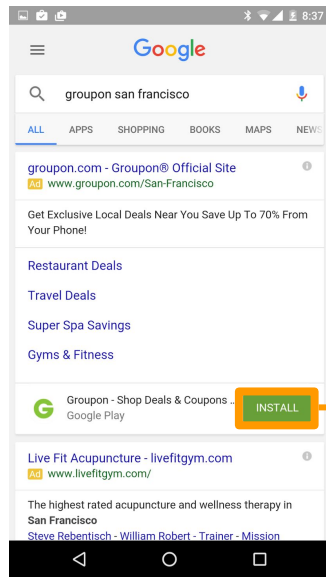 8:37
Google
groupon san francisco
ALL APPS SHOPPING BOOKS MAPS NEWS
groupon.com - Groupon® Official Site
Ad www.groupon.com/San-Francisco
Get Exclusive Local Deals Near You Save Up To 70% From
Your Phone!
Restaurant Deals
Travel Deals
Super Spa Savings
Gyms & Fitness
G
Groupon - Shop Deals & Coupons ..
Google Play
INSTALL
Live Fit Acupuncture - livefitgym.com
Ad www.livefitgym.com/
The highest rated acupuncture and wellness therapy in
San Francisco
Steve Rebentisch - William Robert - Trainer - Mission